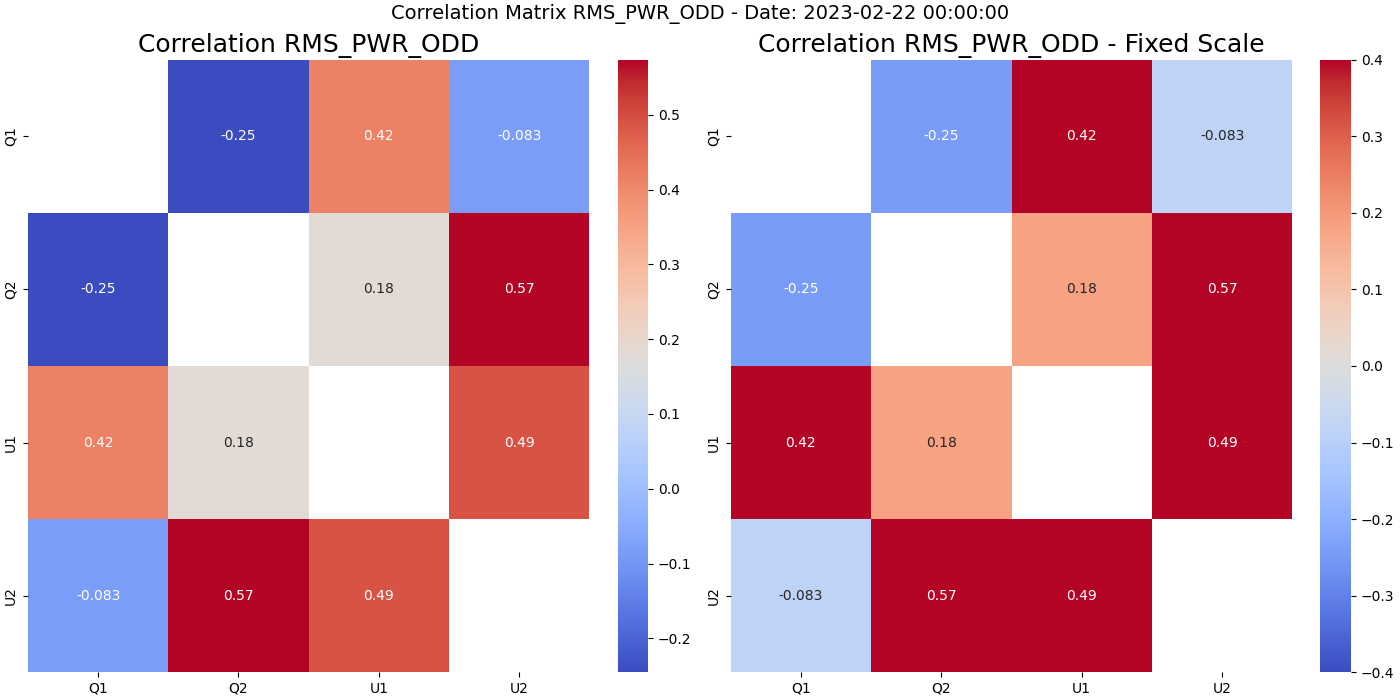 Correlation Matrix RMS_PWR_ODD - Date: 2023-02-22 00:00:00
Correlation RMS_PWR_ODD
Q1
-0.25
0.42
-0.083
Q2
-0.25
0.18
0.57
U1
0.42
0.18
0.49
U2
-0.083
0.57
0.49
Q1
Q2
U1
U2
0.5
0.4
0.3
0.2
0.1
0.0
−0.1
−0.2
Correlation RMS_PWR_ODD - Fixed Scale
Q1
-0.25
0.42
-0.083
Q2
-0.25
0.18
0.57
U1
0.42
0.18
0.49
U2
-0.083
0.57
0.49
Q1
Q2
U1
U2
0.4
0.3
0.2
0.1
0.0
−0.1
−0.2
−0.3
−0.4